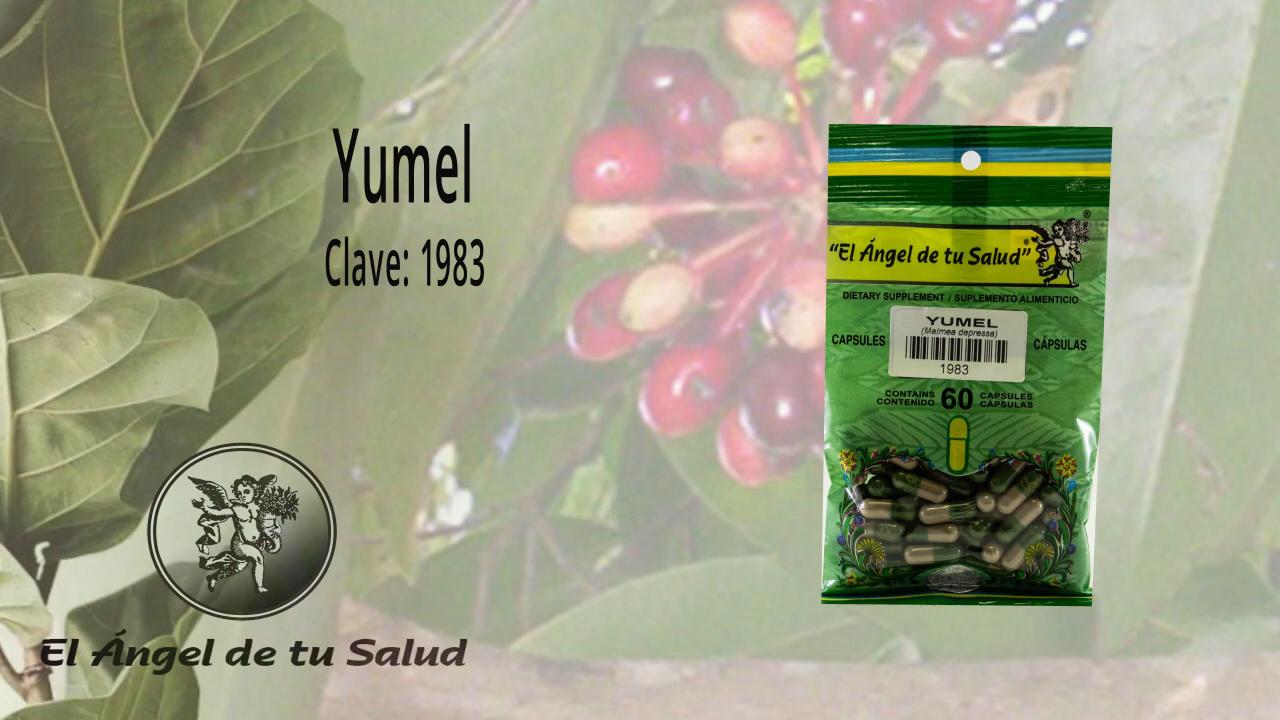 Yumel
Clave: 1983
El Ángel de tu Salud
"El Ángel de tu Salud"®
®
DIETARY SUPPLEMENT / SUPLEMENTO ALIMENTICIO
YUMEL
(Malmea depressa)
CAPSULES
CÁPSULAS
1983
CONTAINS
CONTENIDO
60
CAPSULES
CÁPSULAS